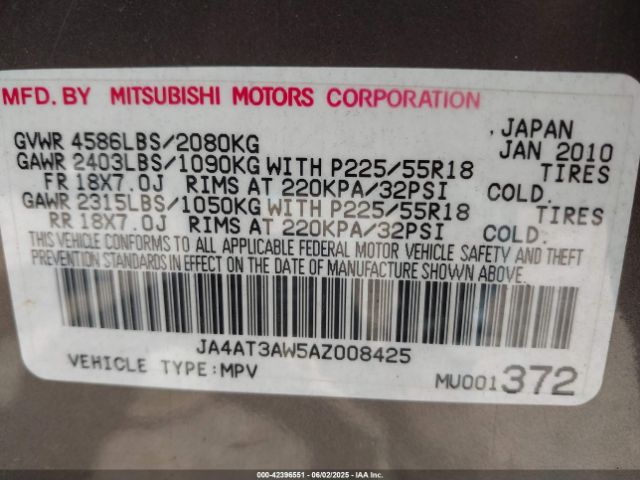 MFD. BY MITSUBISHI MOTORS CORPORATION, JAPAN
GVWR 4586LBS/2080KG JAN 2010
GAWR 2403LBS/1090KG WITH P225/55R18 TIRES
FR 18X7.0J RIMS AT 220KPA/32PSI COLD.
GAWR 2315LBS/1050KG WITH P225/55R18 TIRES
RR 18X7.0J RIMS AT 220KPA/32PSI COLD.
THIS VEHICLE CONFORMS TO ALL APPLICABLE FEDERAL MOTOR VEHICLE SAFETY AND THEFT
PREVENTION STANDARDS IN EFFECT ON THE DATE OF MANUFACTURE SHOWN ABOVE.
JA4AT3AW5AZ008425
VEHICLE TYPE:MPV MU001372
000-42396551 - 06/02/2025 - IAAI.COM